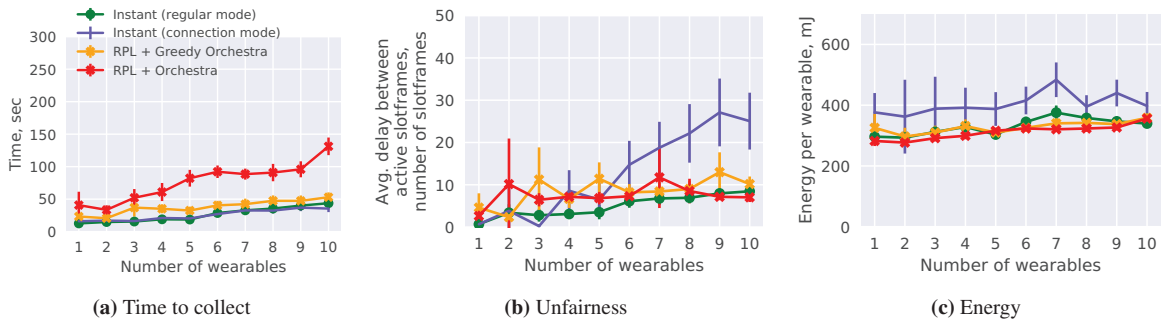 Instant (regular mode)
Instant (connection mode)
RPL + Greedy Orchestra
RPL + Orchestra
300
250
200
150
100
50
0
Time, sec
1 2 3 4 5 6 7 8 9 10
Number of wearables
(a) Time to collect
50
40
30
20
10
0
Avg. delay between
active slotframes,
number of slotframes
1 2 3 4 5 6 7 8 9 10
Number of wearables
(b) Unfairness
600
400
200
0
Energy per wearable, mJ
1 2 3 4 5 6 7 8 9 10
Number of wearables
(c) Energy